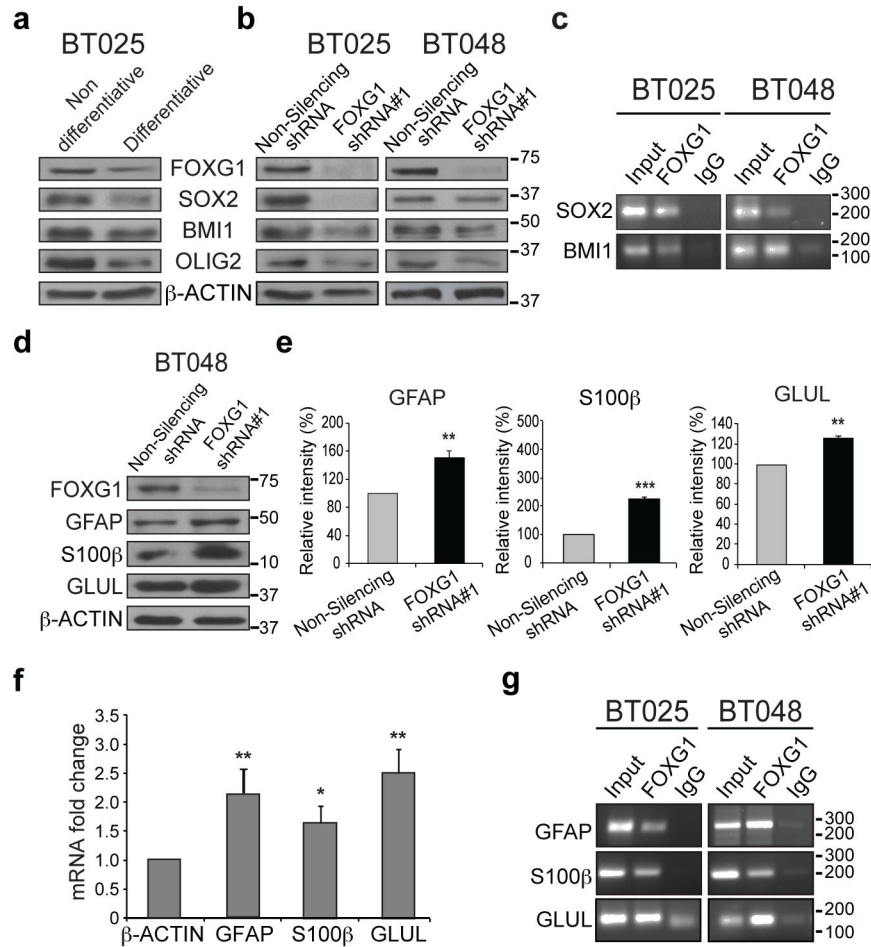 a
BT025
Non
differentiative
Differentiative
b
BT025 BT048
Non-Silencing
shRNA
FOXG1
shRNA#1
Non-Silencing
shRNA
FOXG1
shRNA#1
FOXG1
75
SOX2
37
BMI1
50
37
OLIG2
β-ACTIN
37
c
BT025 BT048
Input
FOXG1
IgG
Input
FOXG1
IgG
SOX2
300
200
BMI1
200
100
d
BT048
Non-Silencing
shRNA
FOXG1
shRNA#1
FOXG1
75
GFAP
50
S100β
10
GLUL
37
β-ACTIN
37
e
GFAP
Relative intensity (%)
200
160
120
80
40
0
**
Non-Silencing
shRNA
FOXG1
shRNA#1
S100β
Relative intensity (%)
500
400
300
200
100
0
***
Non-Silencing
shRNA
FOXG1
shRNA#1
GLUL
Relative intensity (%)
140
120
100
80
60
40
20
0
**
Non-Silencing
shRNA
FOXG1
shRNA#1
f
mRNA fold change
3.5
3.0
2.5
2.0
1.5
1.0
0.5
0
**
*
**
β-ACTIN GFAP S100β GLUL
g
BT025 BT048
Input
FOXG1
IgG
Input
FOXG1
IgG
GFAP
300
200
S100β
300
200
GLUL
200
100